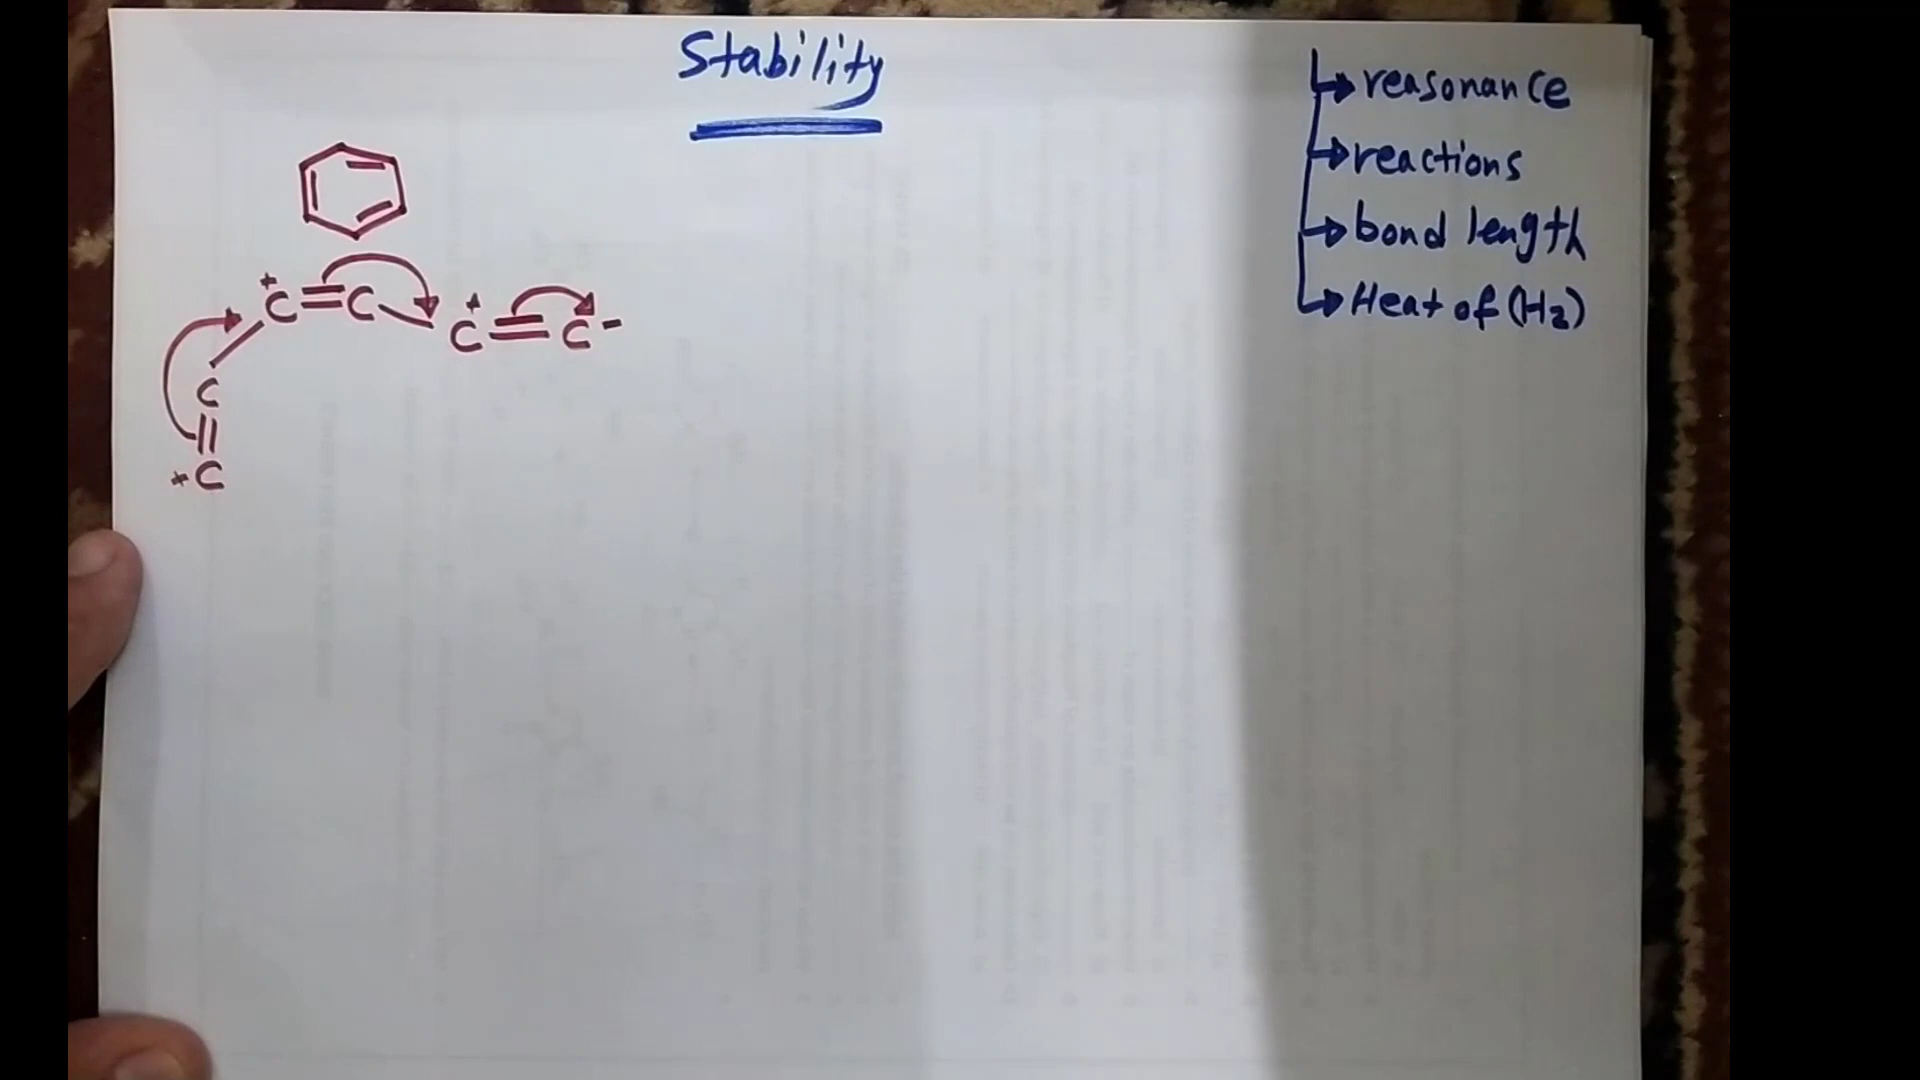 Stability
reasonance
reactions
bond length
Heat of (H2)
+C=C
+C=C-
C
=
+C